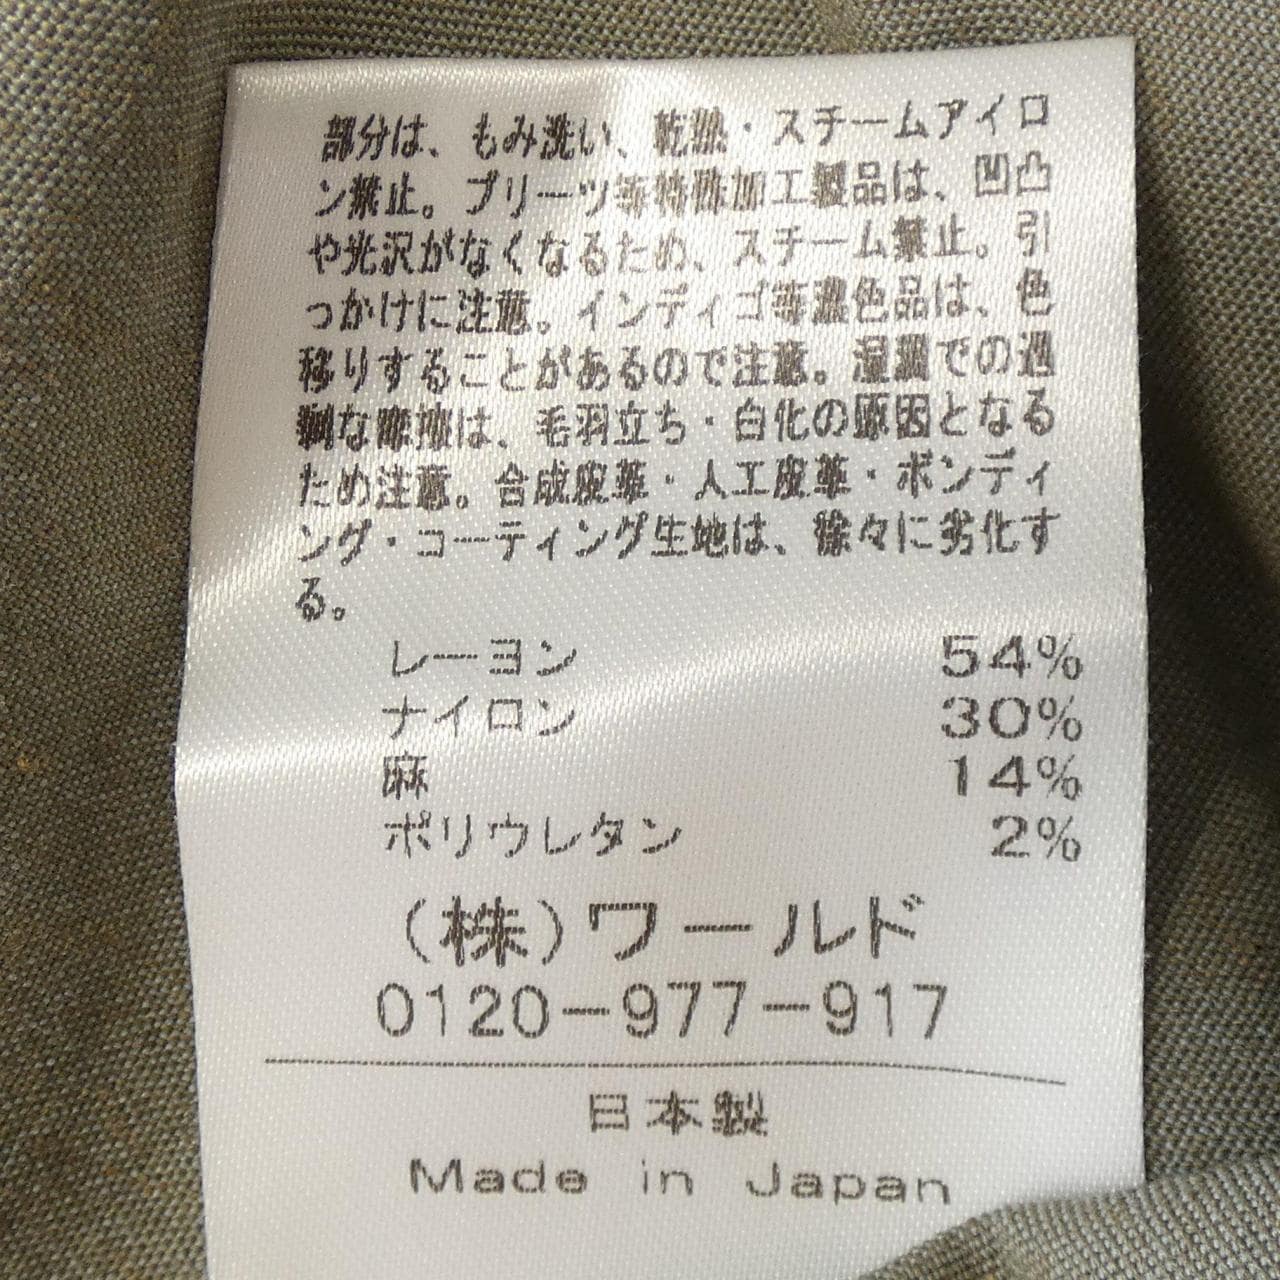 部分は、もみ洗い、乾熱・スチームアイロ
ン禁止。プリーツ等特殊加工製品は、凹凸
や光沢がなくなるため、スチーム禁止。引
っかけに注意。インディゴ等濃色品は、色
移りすることがあるので注意。湿潤での過
剰な摩擦は、毛羽立ち・白化の原因となる
ため注意。合成皮革・人工皮革・ボンディ
ング・コーティング生地は、徐々に劣化す
る。
レーヨン 54%
ナイロン 30%
麻 14%
ポリウレタン 2%
(株)ワールド
0120-977-917
日本製
Made in Japan